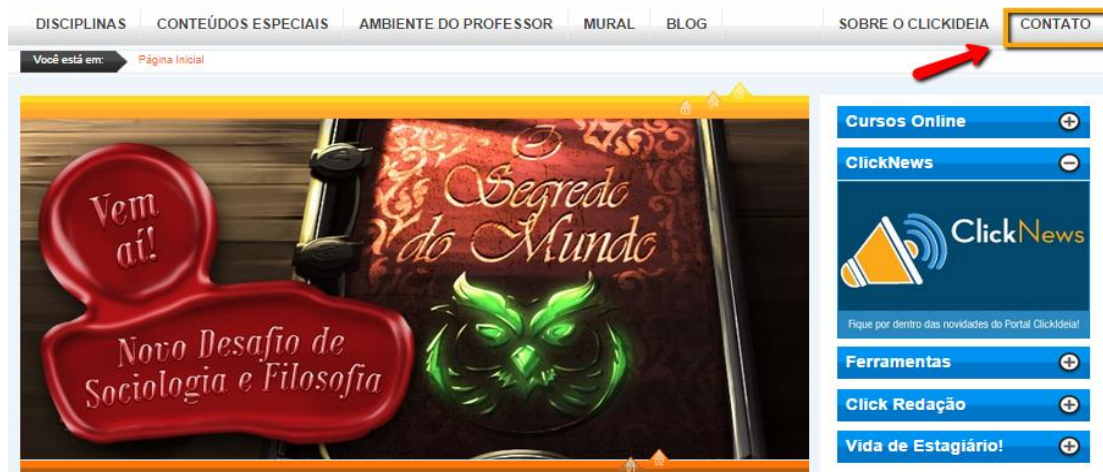 DISCIPLINAS CONTEÚDOS ESPECIAIS AMBIENTE DO PROFESSOR MURAL BLOG SOBRE O CLICKIDEIA CONTATO
Você está em: Página Inicial
Vem
aí!
Novo Desafio de
Sociologia e Filosofia
O
Segredo
do Mundo
Cursos Online
ClickNews
ClickNews
Fique por dentro das novidades do Portal ClickIdeia!
Ferramentas
Click Redação
Vida de Estagiário!